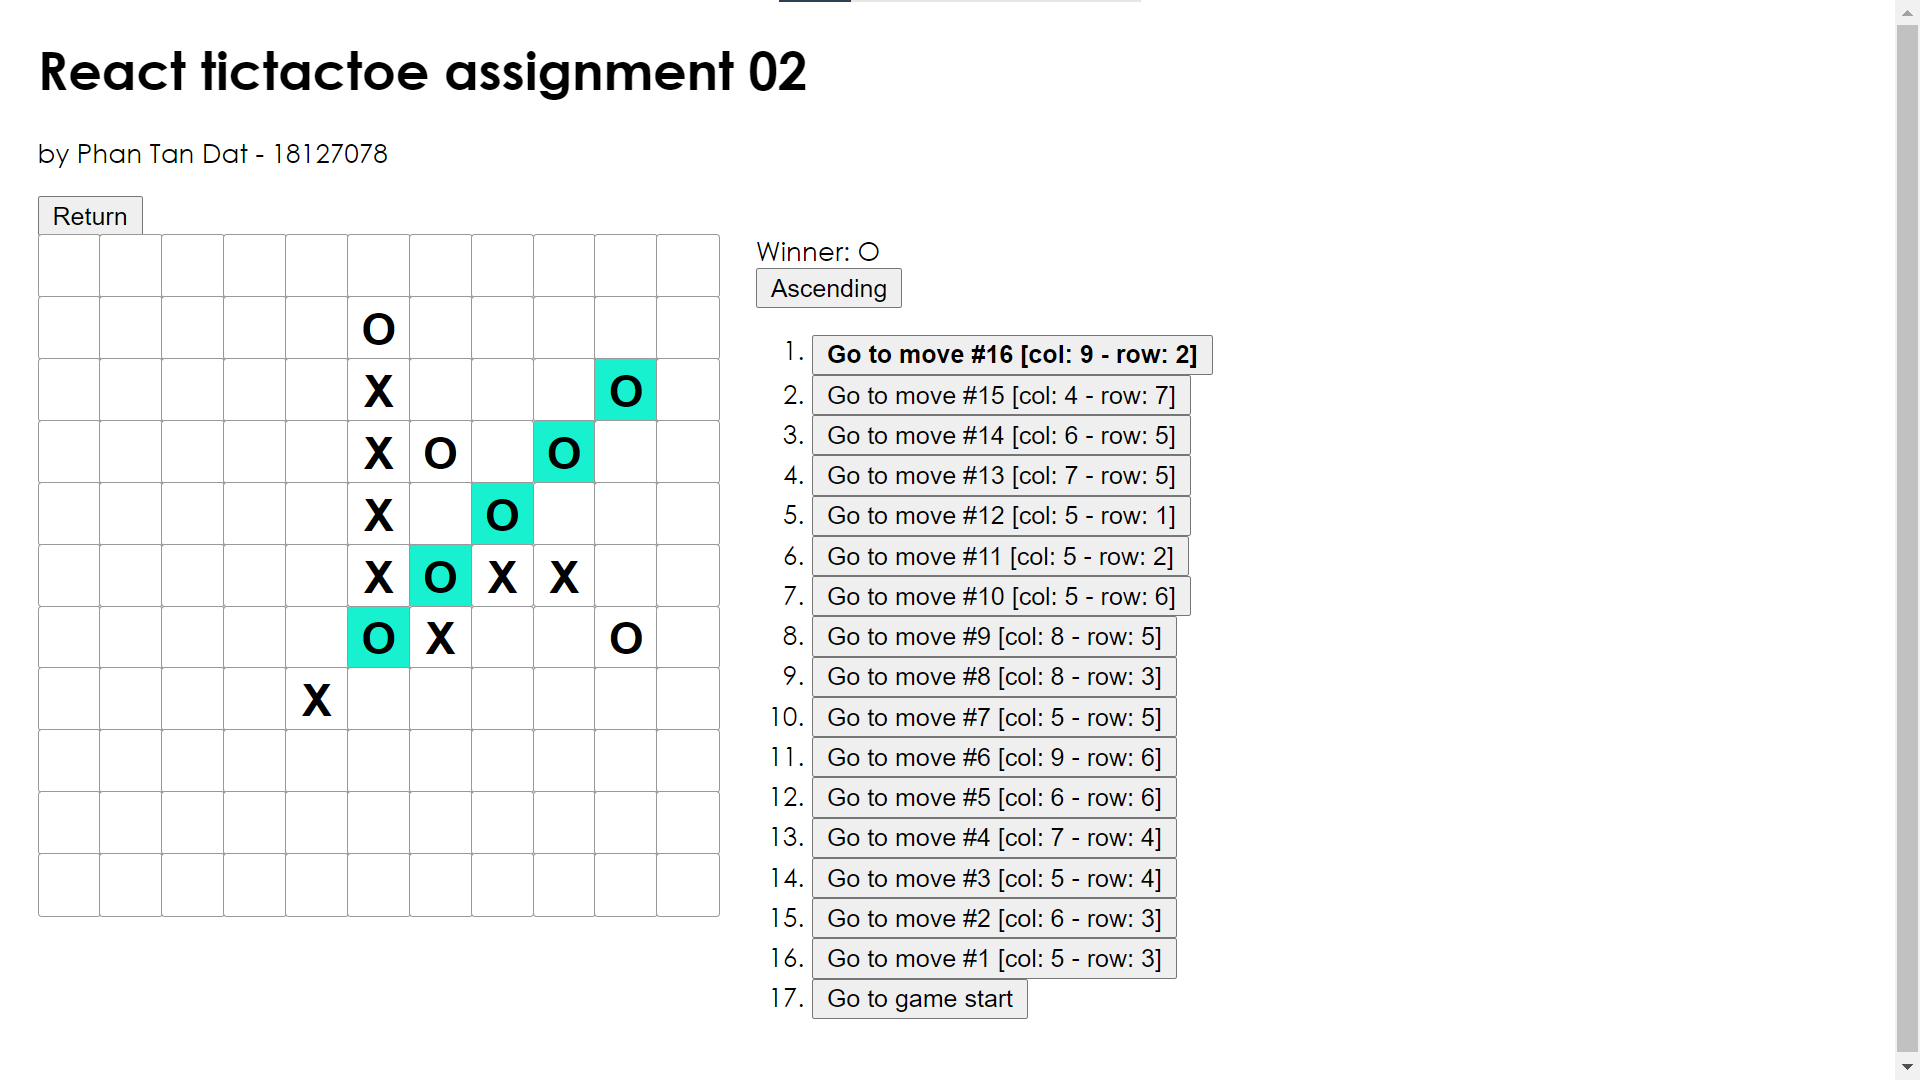 React tictactoe assignment 02
by Phan Tan Dat - 18127078
Return
O
X O
X O O
X O
X O X X
O X O
X
Winner: O
Ascending
1. Go to move #16 [col: 9 - row: 2]
2. Go to move #15 [col: 4 - row: 7]
3. Go to move #14 [col: 6 - row: 5]
4. Go to move #13 [col: 7 - row: 5]
5. Go to move #12 [col: 5 - row: 1]
6. Go to move #11 [col: 5 - row: 2]
7. Go to move #10 [col: 5 - row: 6]
8. Go to move #9 [col: 8 - row: 5]
9. Go to move #8 [col: 8 - row: 3]
10. Go to move #7 [col: 5 - row: 5]
11. Go to move #6 [col: 9 - row: 6]
12. Go to move #5 [col: 6 - row: 6]
13. Go to move #4 [col: 7 - row: 4]
14. Go to move #3 [col: 5 - row: 4]
15. Go to move #2 [col: 6 - row: 3]
16. Go to move #1 [col: 5 - row: 3]
17. Go to game start